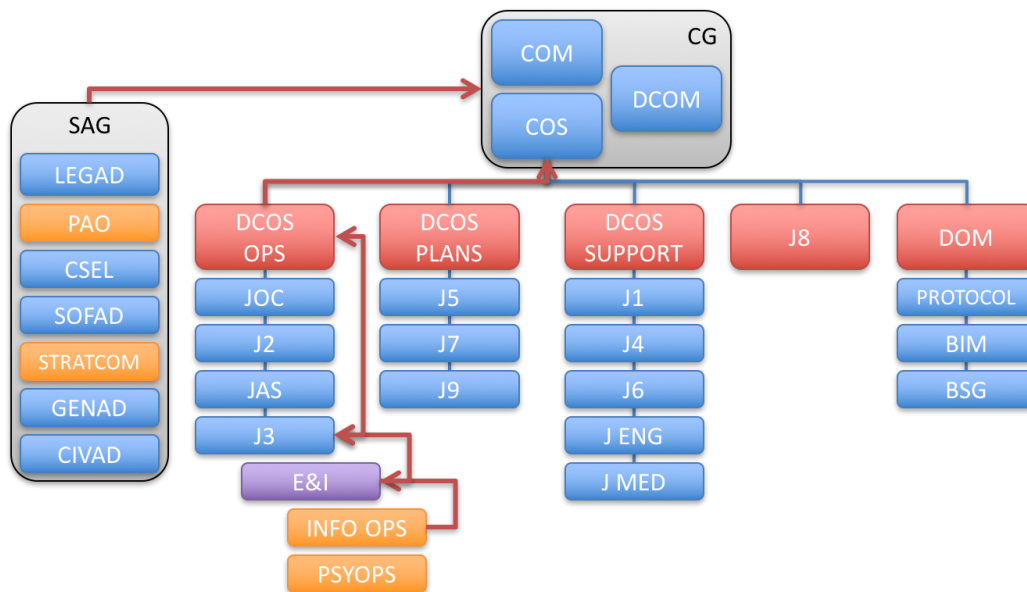 CG
COM
DCOM
COS
SAG
LEGAD
PAO
CSEL
SOFAD
STRATCOM
GENAD
CIVAD
DCOS
OPS
JOC
J2
JAS
J3
E&I
INFO OPS
PSYOPS
DCOS
PLANS
J5
J7
J9
DCOS
SUPPORT
J1
J4
J6
J ENG
J MED
J8
DOM
PROTOCOL
BIM
BSG